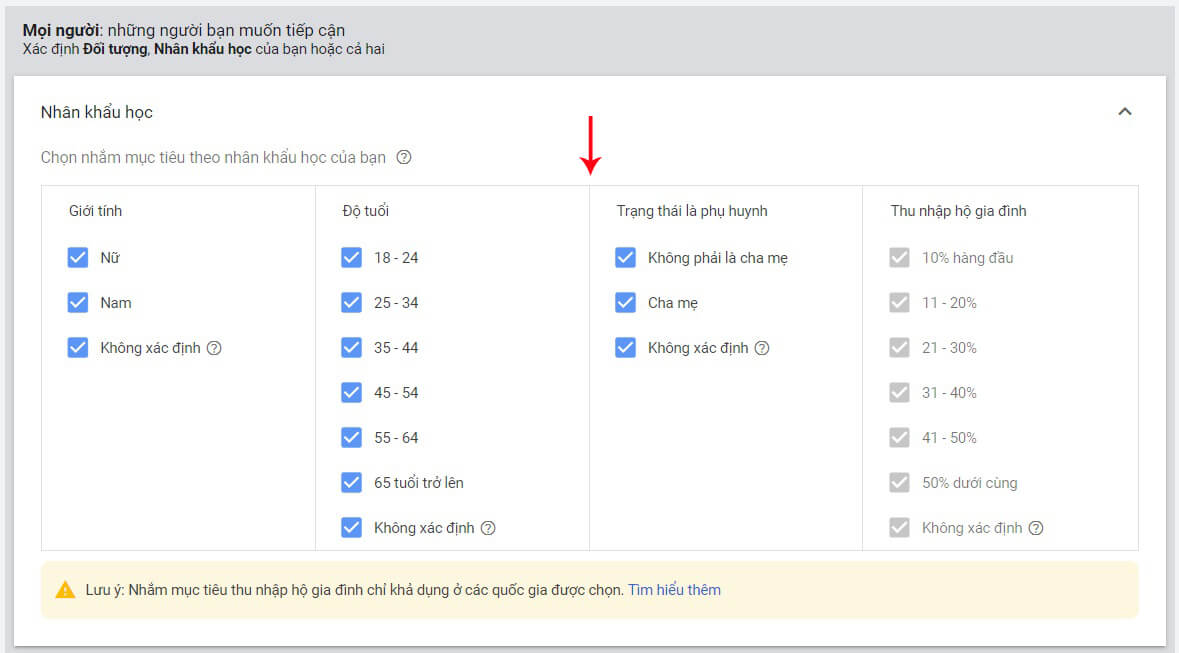 Mọi người: những người bạn muốn tiếp cận
Xác định Đối tượng, Nhân khẩu học của bạn hoặc cả hai
Nhân khẩu học
Chọn nhắm mục tiêu theo nhân khẩu học của bạn
Giới tính
Nữ
Nam
Không xác định
Độ tuổi
18 - 24
25 - 34
35 - 44
45 - 54
55 - 64
65 tuổi trở lên
Không xác định
Trạng thái là phụ huynh
Không phải là cha mẹ
Cha mẹ
Không xác định
Thu nhập hộ gia đình
10% hàng đầu
11 - 20%
21 - 30%
31 - 40%
41 - 50%
50% dưới cùng
Không xác định
Lưu ý: Nhắm mục tiêu thu nhập hộ gia đình chỉ khả dụng ở các quốc gia được chọn. Tìm hiểu thêm